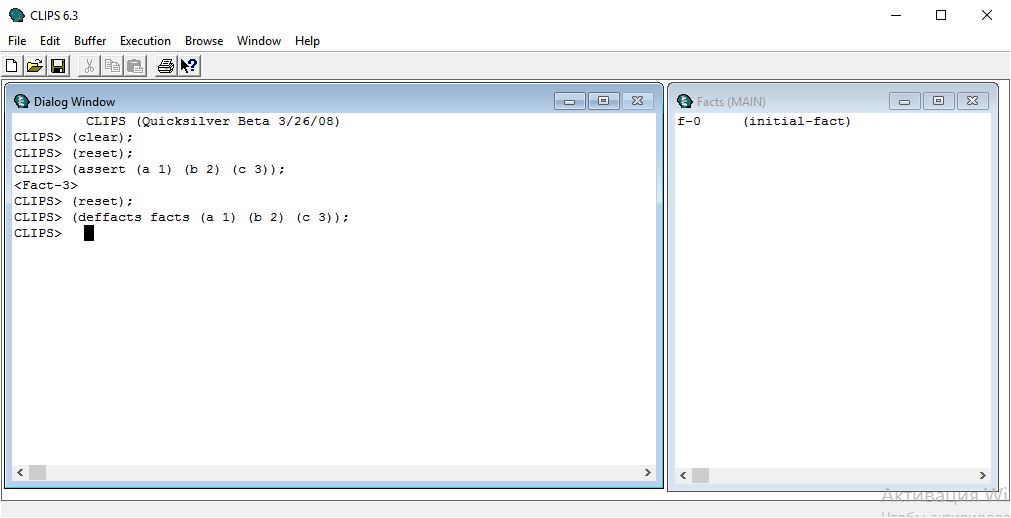 CLIPS 6.3
File Edit Buffer Execution Browse Window Help
Dialog Window
CLIPS (Quicksilver Beta 3/26/08)
CLIPS> (clear);
CLIPS> (reset);
CLIPS> (assert (a 1) (b 2) (c 3));
<Fact-3>
CLIPS> (reset);
CLIPS> (deffacts facts (a 1) (b 2) (c 3));
CLIPS>
Facts (MAIN)
f-0 (initial-fact)
Активация Wi